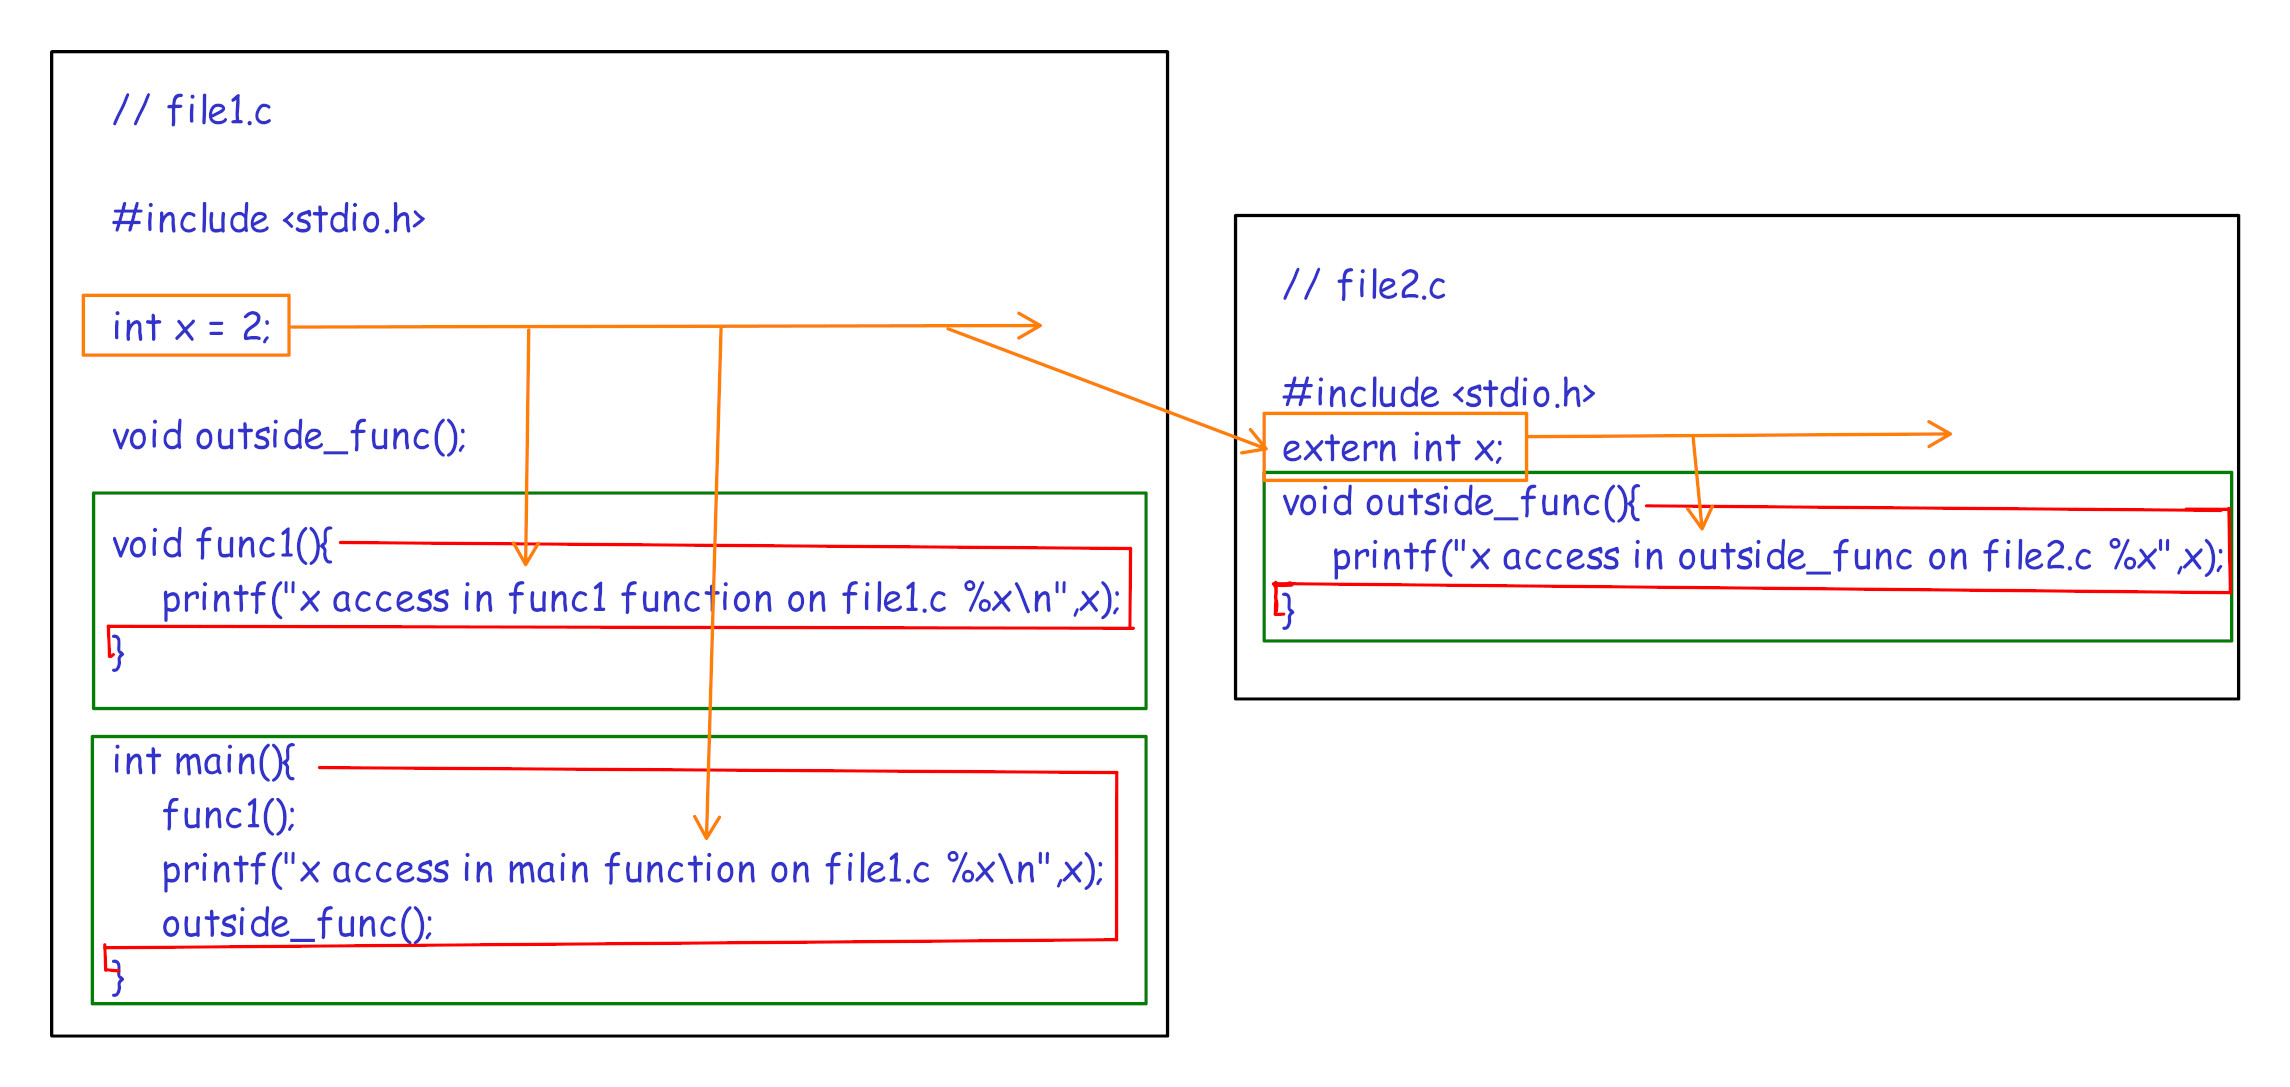 // file1.c
#include <stdio.h>
int x = 2;
void outside_func();
void func1(){
printf("x access in func1 function on file1.c %x\n",x);
}
int main(){
func1();
printf("x access in main function on file1.c %x\n",x);
outside_func();
}
// file2.c
#include <stdio.h>
extern int x;
void outside_func(){
printf("x access in outside_func on file2.c %x",x);
}